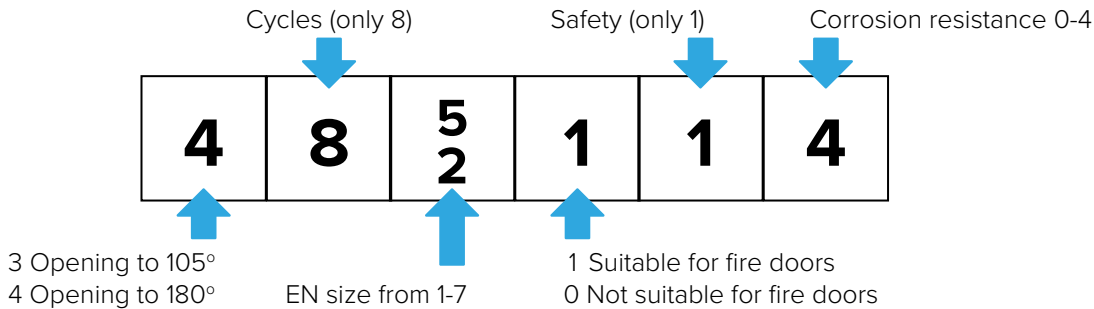 Cycles (only 8)
Safety (only 1)
Corrosion resistance 0-4
4
8
5
2
1
1
4
3 Opening to 105º
4 Opening to 180º
EN size from 1-7
1 Suitable for fire doors
0 Not suitable for fire doors